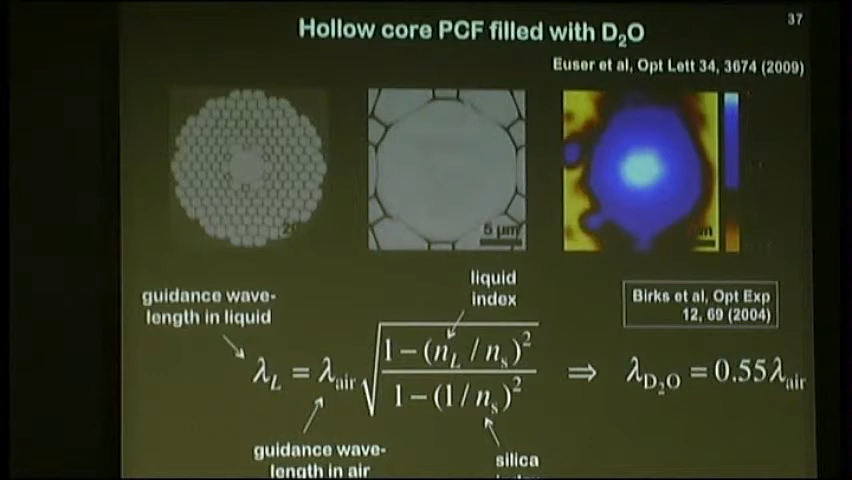 37
Hollow core PCF filled with D₂O
Euser et al, Opt Lett 34, 3674 (2009)
5 μm
liquid
index
guidance wave-
length in liquid
Birks et al, Opt Exp
12, 69 (2004)
λ_L = λ_air √((1 – (n_L / n_s)²) / (1 – (1 / n_s)²)) ⇒ λ_D₂O = 0.55λ_air
guidance wave-
length in air
silica